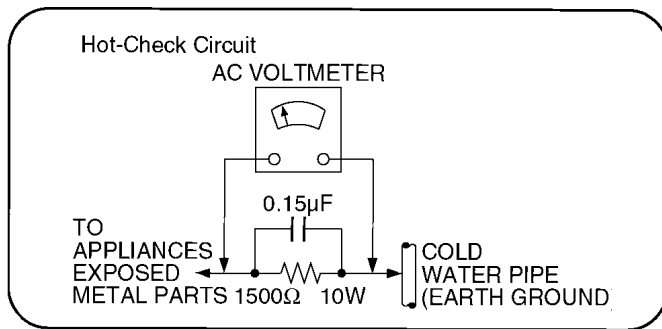 Hot-Check Circuit
AC VOLTMETER
0.15µF
TO
APPLIANCES
EXPOSED
METAL PARTS
1500Ω 10W
COLD
WATER PIPE
(EARTH GROUND